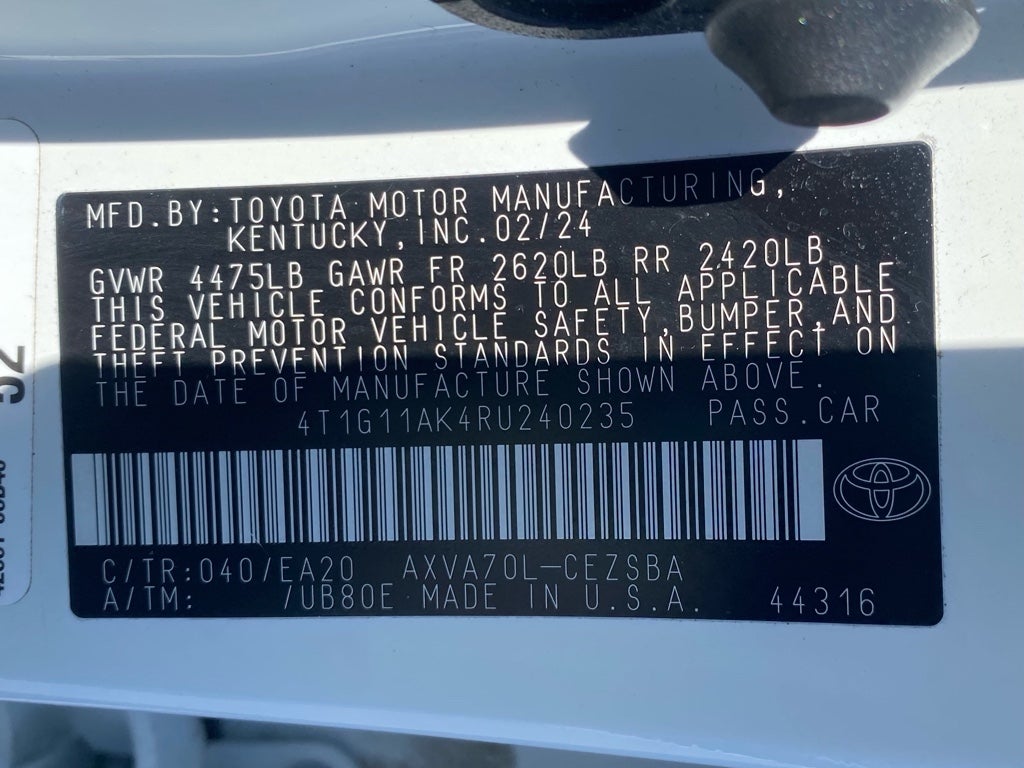 MFD.BY:TOYOTA MOTOR MANUFACTURING,
KENTUCKY,INC.02/24
GVWR 4475LB GAWR FR 2620LB RR 2420LB
THIS VEHICLE CONFORMS TO ALL APPLICABLE
FEDERAL MOTOR VEHICLE SAFETY,BUMPER,AND
THEFT PREVENTION STANDARDS IN EFFECT ON
THE DATE OF MANUFACTURE SHOWN ABOVE.
4T1G11AK4RU240235 PASS.CAR
C/TR:040/EA20 AXVA70L-CEZSBA
A/TM: /UB80E MADE IN U.S.A. 44316
52